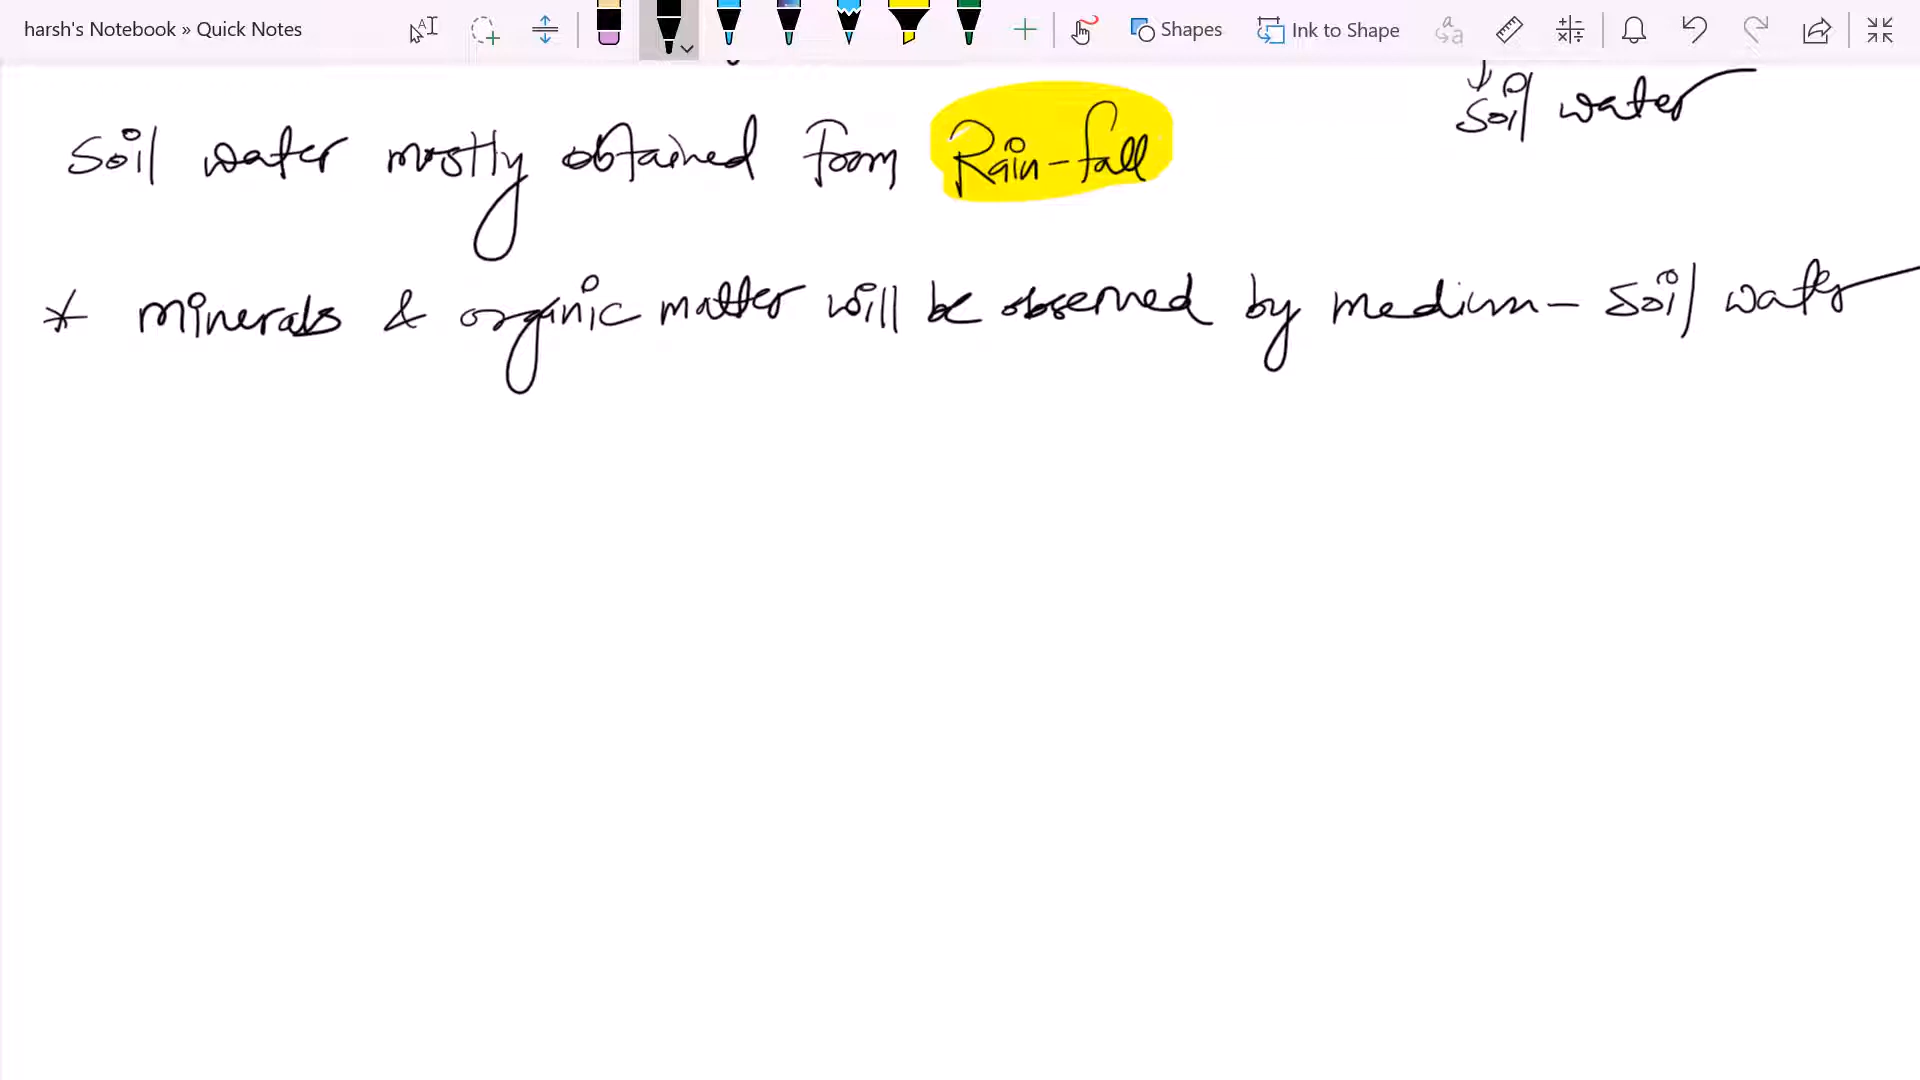 harsh's Notebook » Quick Notes
Shapes
Ink to Shape
soil water
Soil water mostly obtained from Rain-fall
* minerals & organic matter will be observed by medium - soil water